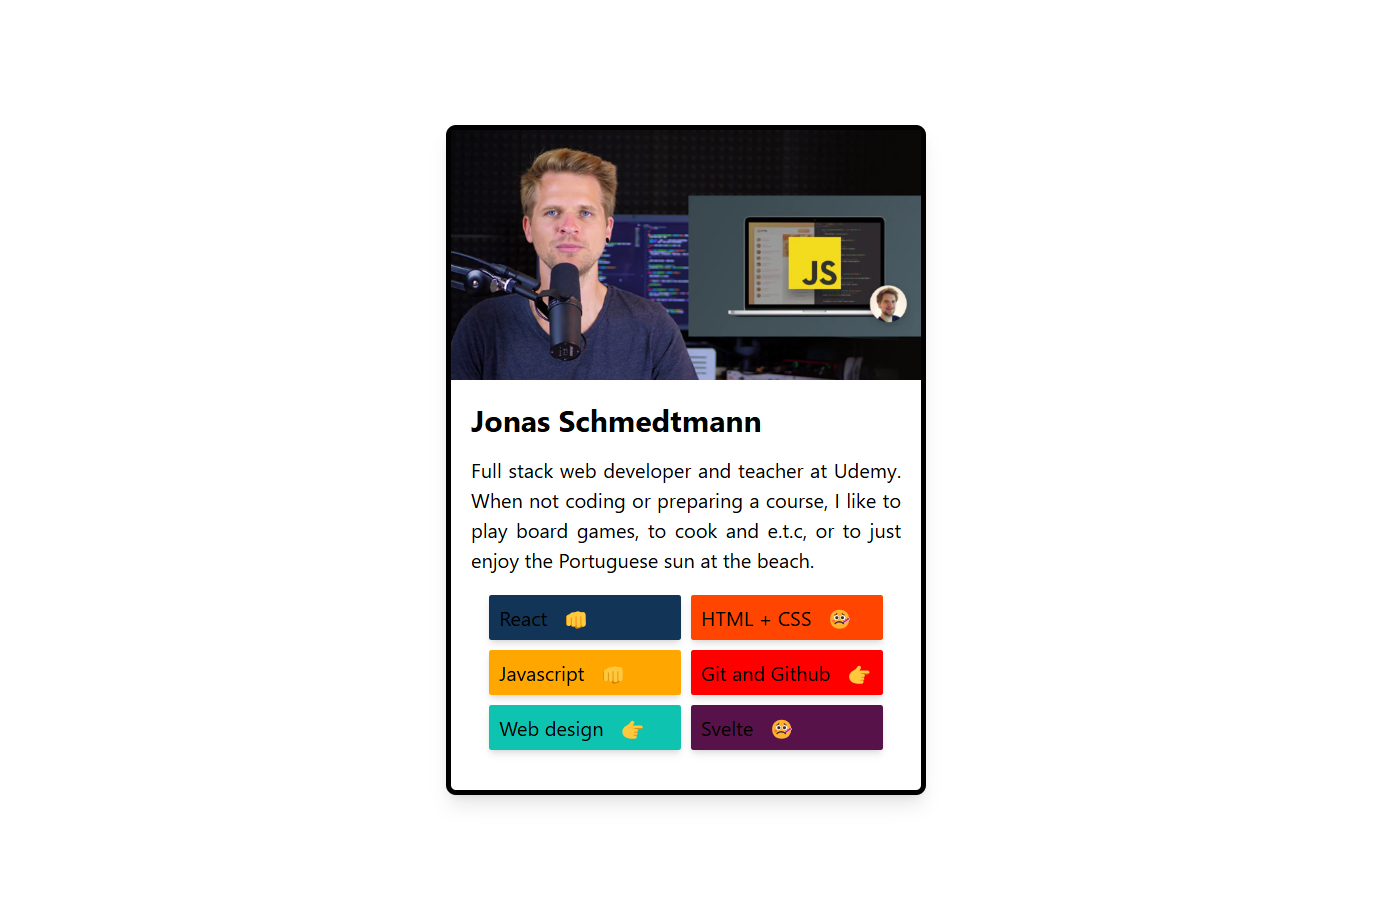 JS
Jonas Schmedtmann
Full stack web developer and teacher at Udemy.
When not coding or preparing a course, I like to
play board games, to cook and e.t.c, or to just
enjoy the Portuguese sun at the beach.
React 👊
HTML + CSS 🤒
Javascript 👊
Git and Github 👉
Web design 👉
Svelte 🤒